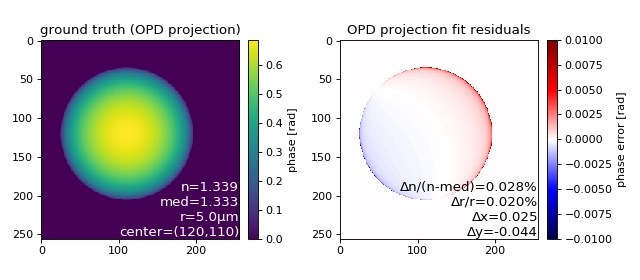 ground truth (OPD projection)
0
50
100
150
200
250
0
100
200
n=1.339
med=1.333
r=5.0µm
center=(120,110)
0.6
0.5
0.4
0.3
0.2
0.1
0.0
phase [rad]
OPD projection fit residuals
0
50
100
150
200
250
0
100
200
Δn/(n-med)=0.028%
Δr/r=0.020%
Δx=0.025
Δy=-0.044
0.0100
0.0075
0.0050
0.0025
0.0000
−0.0025
−0.0050
−0.0075
−0.0100
phase error [rad]